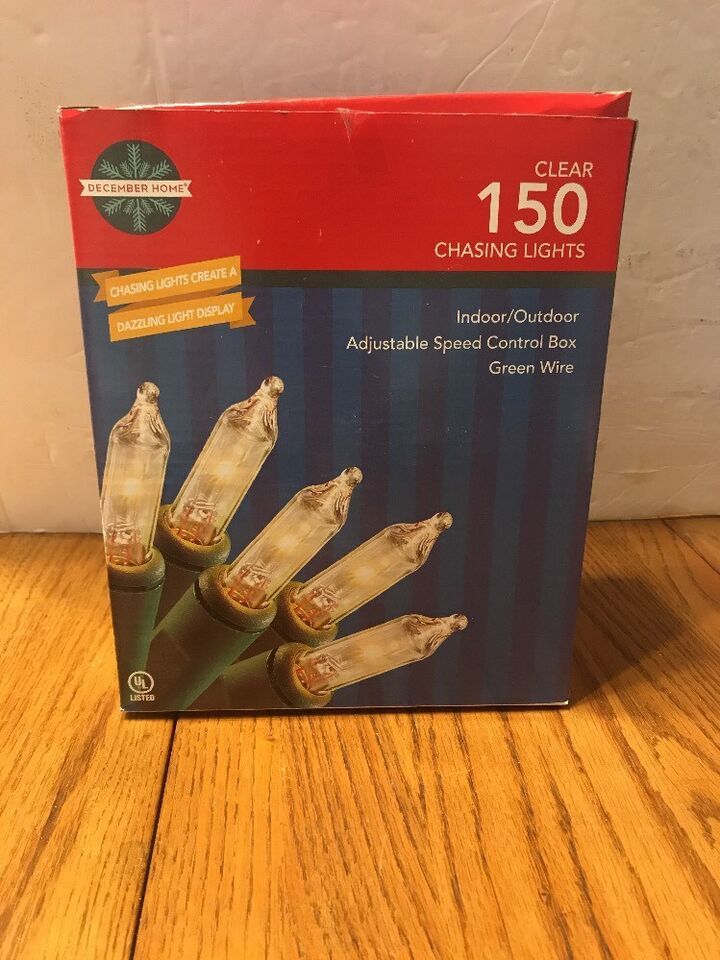 DECEMBER HOME®
CLEAR
150
CHASING LIGHTS
CHASING LIGHTS CREATE A
DAZZLING LIGHT DISPLAY
Indoor/Outdoor
Adjustable Speed Control Box
Green Wire
UL
LISTED